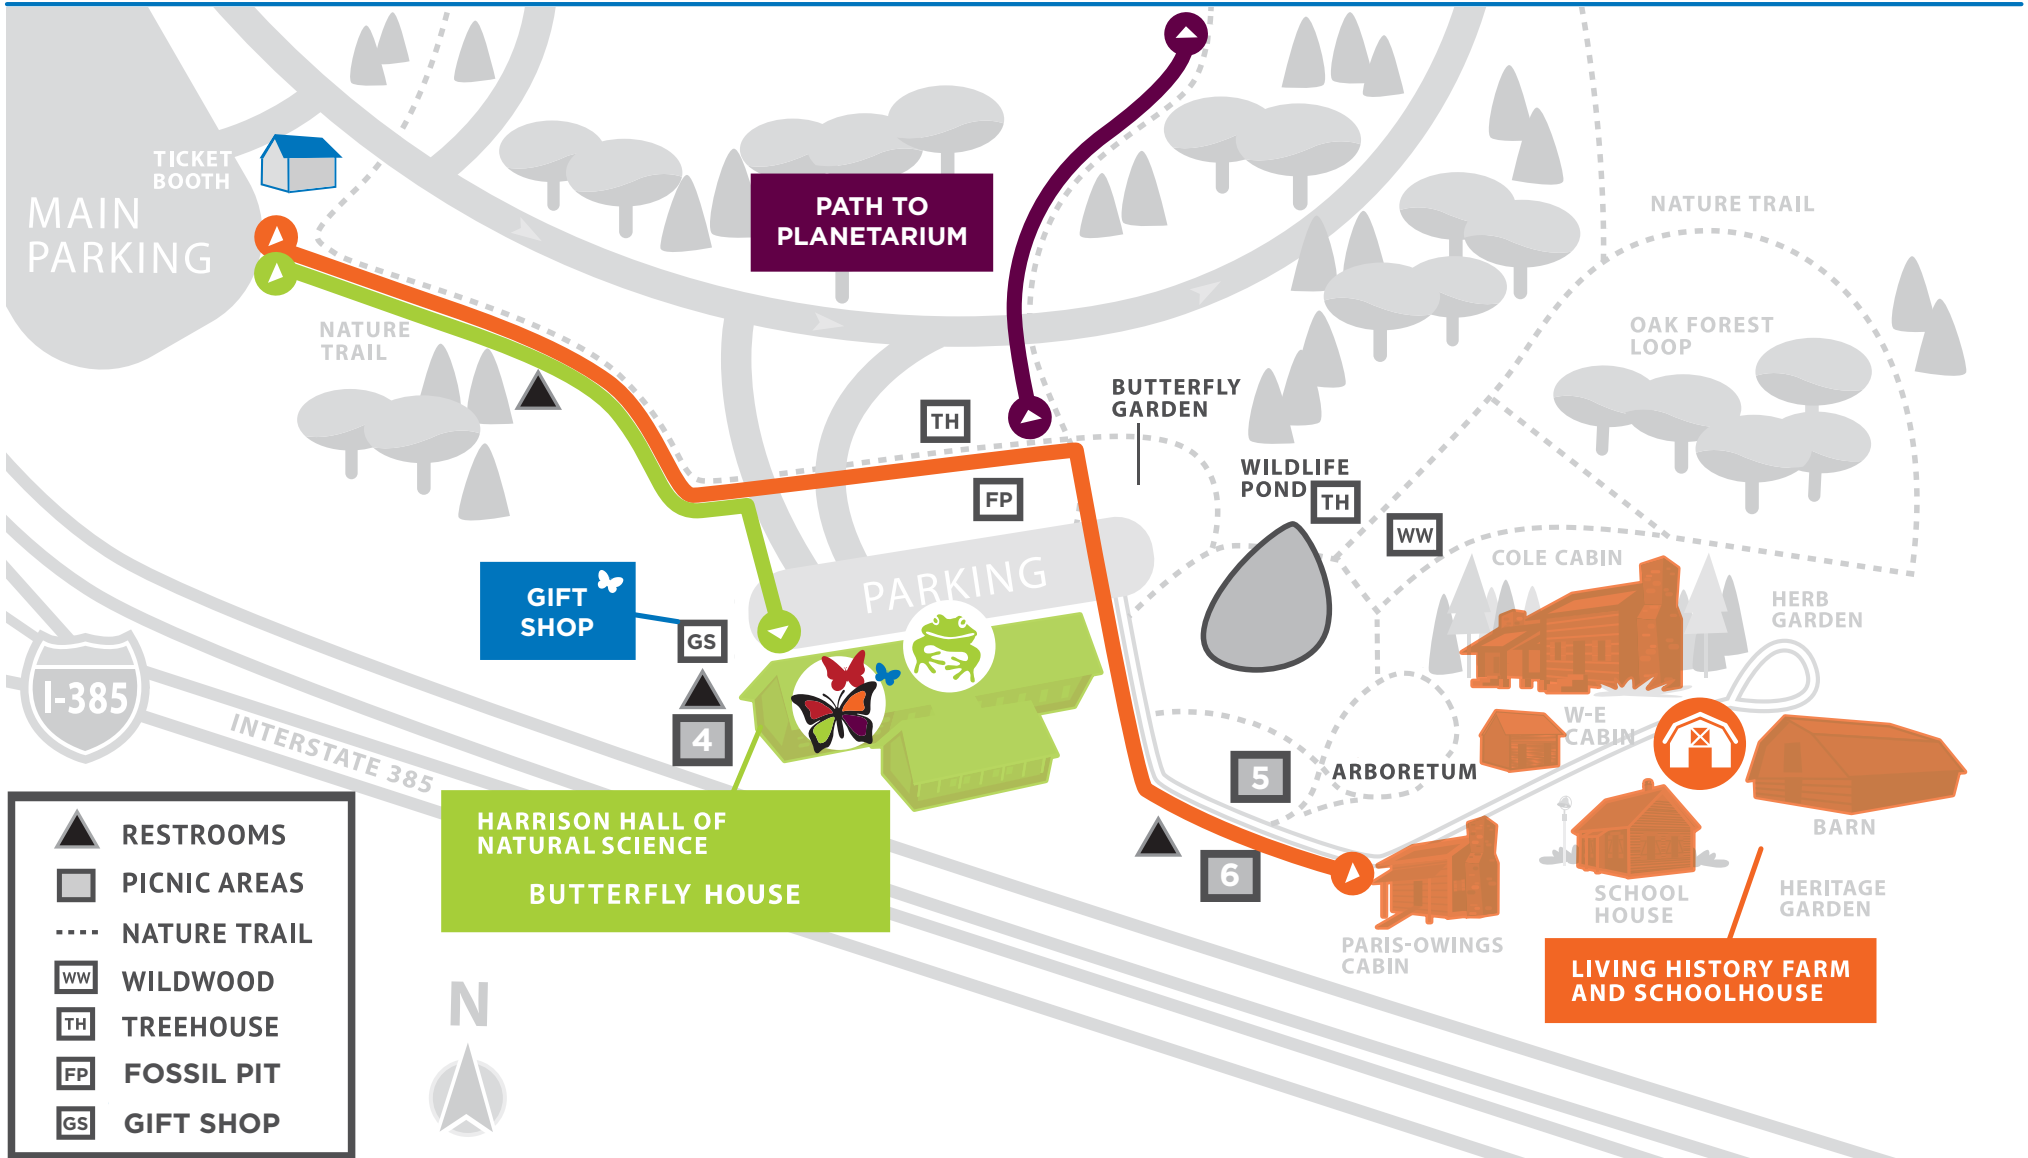 TICKET
BOOTH
MAIN
PARKING
PATH TO
PLANETARIUM
NATURE TRAIL
NATURE
TRAIL
OAK FOREST
LOOP
BUTTERFLY
GARDEN
TH
WILDLIFE
POND
TH
FP
WW
COLE CABIN
PARKING
HERB
GARDEN
GIFT
SHOP
GS
I-385
INTERSTATE 385
4
W-E
CABIN
5
ARBORETUM
BARN
HARRISON HALL OF
NATURAL SCIENCE
BUTTERFLY HOUSE
6
SCHOOL
HOUSE
HERITAGE
GARDEN
PARIS-OWINGS
CABIN
LIVING HISTORY FARM
AND SCHOOLHOUSE
RESTROOMS
PICNIC AREAS
NATURE TRAIL
WW WILDWOOD
TH TREEHOUSE
FP FOSSIL PIT
GS GIFT SHOP
N